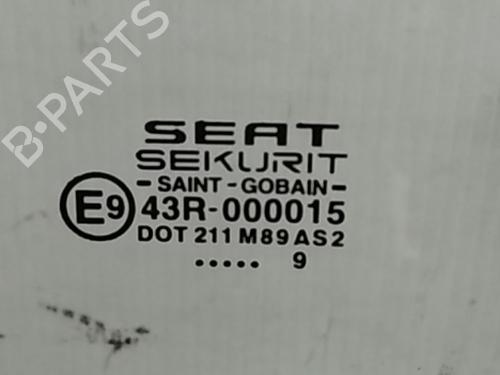 B-PARTS
SEAT
SEKURIT
- SAINT - GOBAIN -
E9 43R-000015
DOT 211 M89 AS2
..... 9